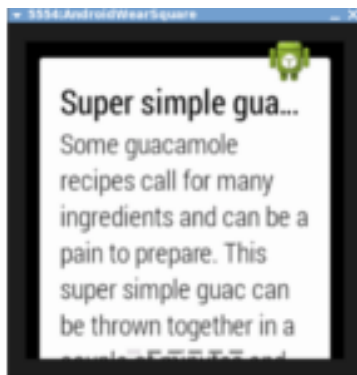 5554:AndroidWearSquare
Super simple gua...
Some guacamole
recipes call for many
ingredients and can be a
pain to prepare. This
super simple guac can
be thrown together in a